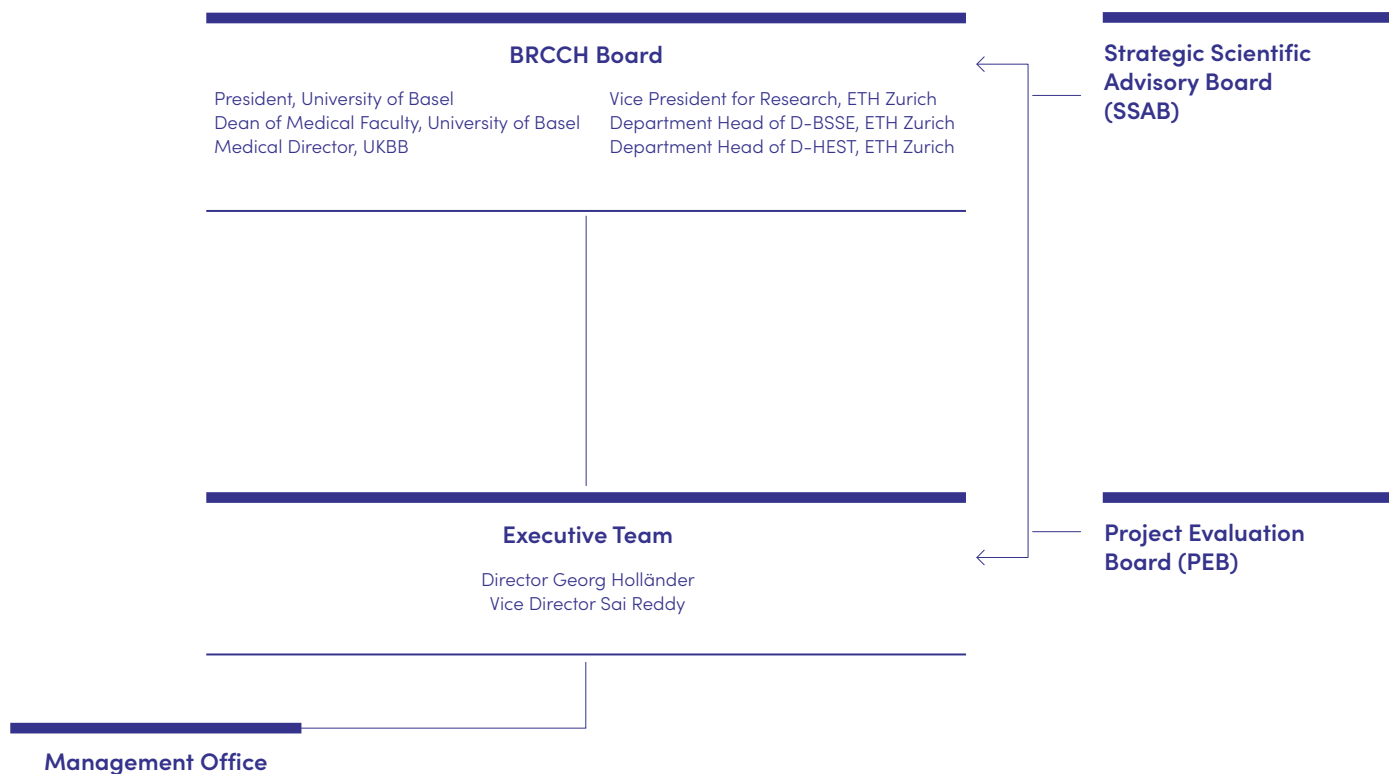 BRCCH Board
President, University of Basel
Dean of Medical Faculty, University of Basel
Medical Director, UKBB
Vice President for Research, ETH Zurich
Department Head of D-BSSE, ETH Zurich
Department Head of D-HEST, ETH Zurich
Strategic Scientific
Advisory Board
(SSAB)
Executive Team
Director Georg Holländer
Vice Director Sai Reddy
Project Evaluation
Board (PEB)
Management Office